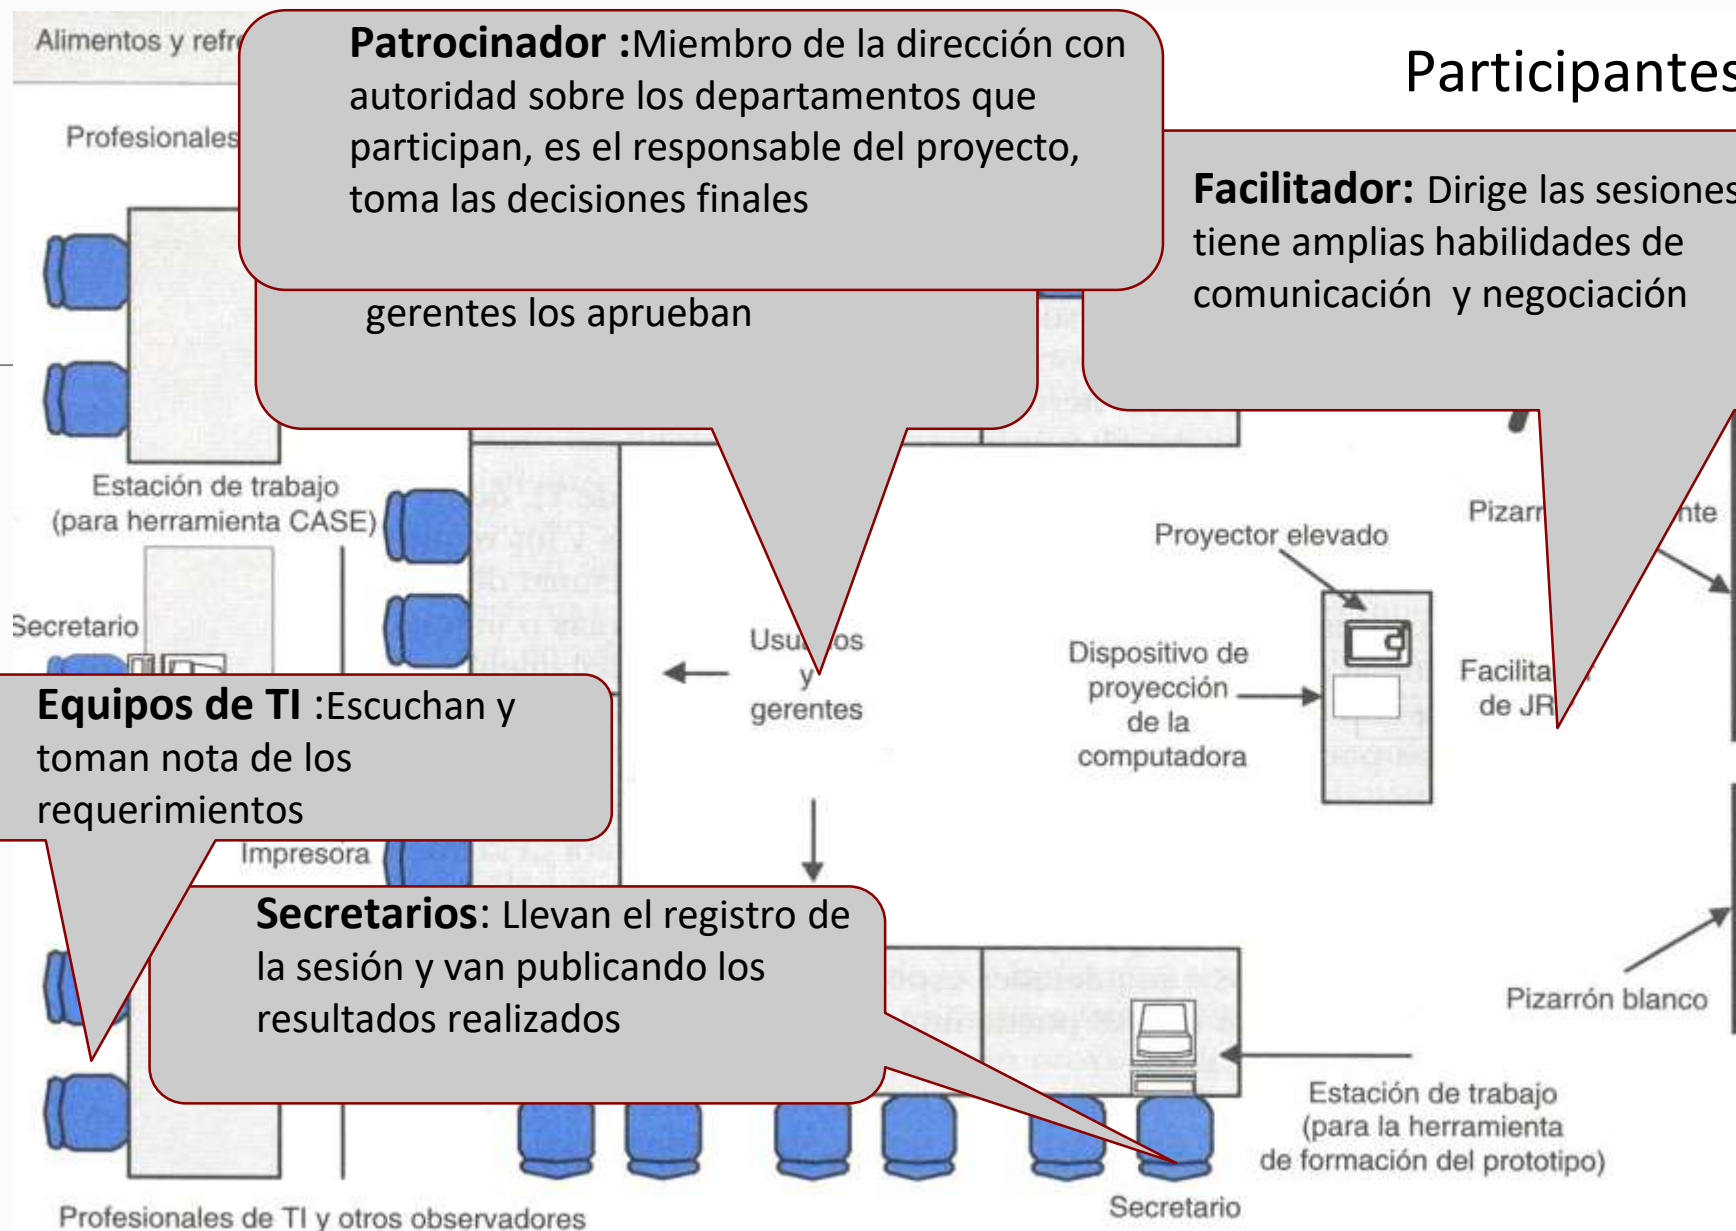 Participantes
Alimentos y
Patrocinador :Miembro de la dirección con
autoridad sobre los departamentos que
participan, es el responsable del proyecto,
toma las decisiones finales
Profesionales
Facilitador: Dirige las sesiones
tiene amplias habilidades de
comunicación y negociación
gerentes los aprueban
Estación de trabajo
(para herramienta CASE)
Secretario
Equipos de TI :Escuchan y
toman nota de los
requerimientos
Impresora
Usuarios
y
gerentes
Proyector elevado
Dispositivo de
proyección
de la
computadora
Facilitador
de
Pizarrón blanco
Secretarios: Llevan el registro de
la sesión y van publicando los
resultados realizados
Estación de trabajo
(para la herramienta
de formación del prototipo)
Secretario
Profesionales de TI y otros observadores